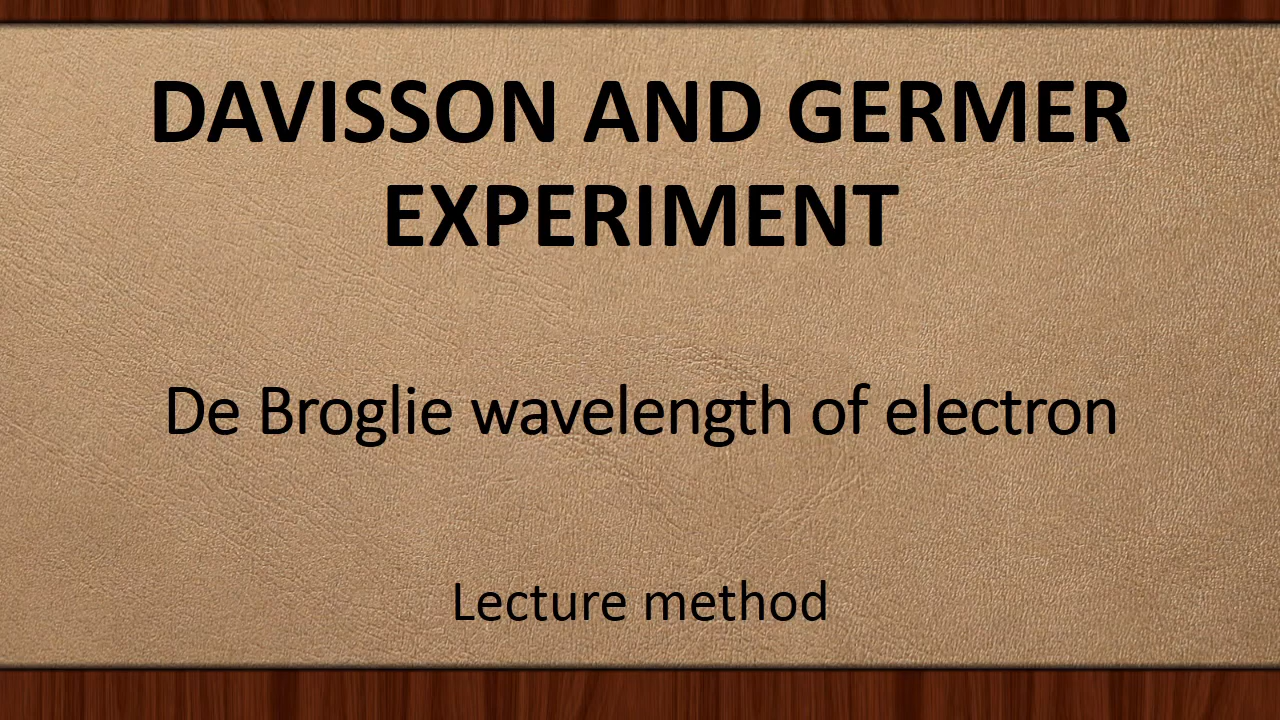 DAVISSON AND GERMER
EXPERIMENT
De Broglie wavelength of electron
Lecture method